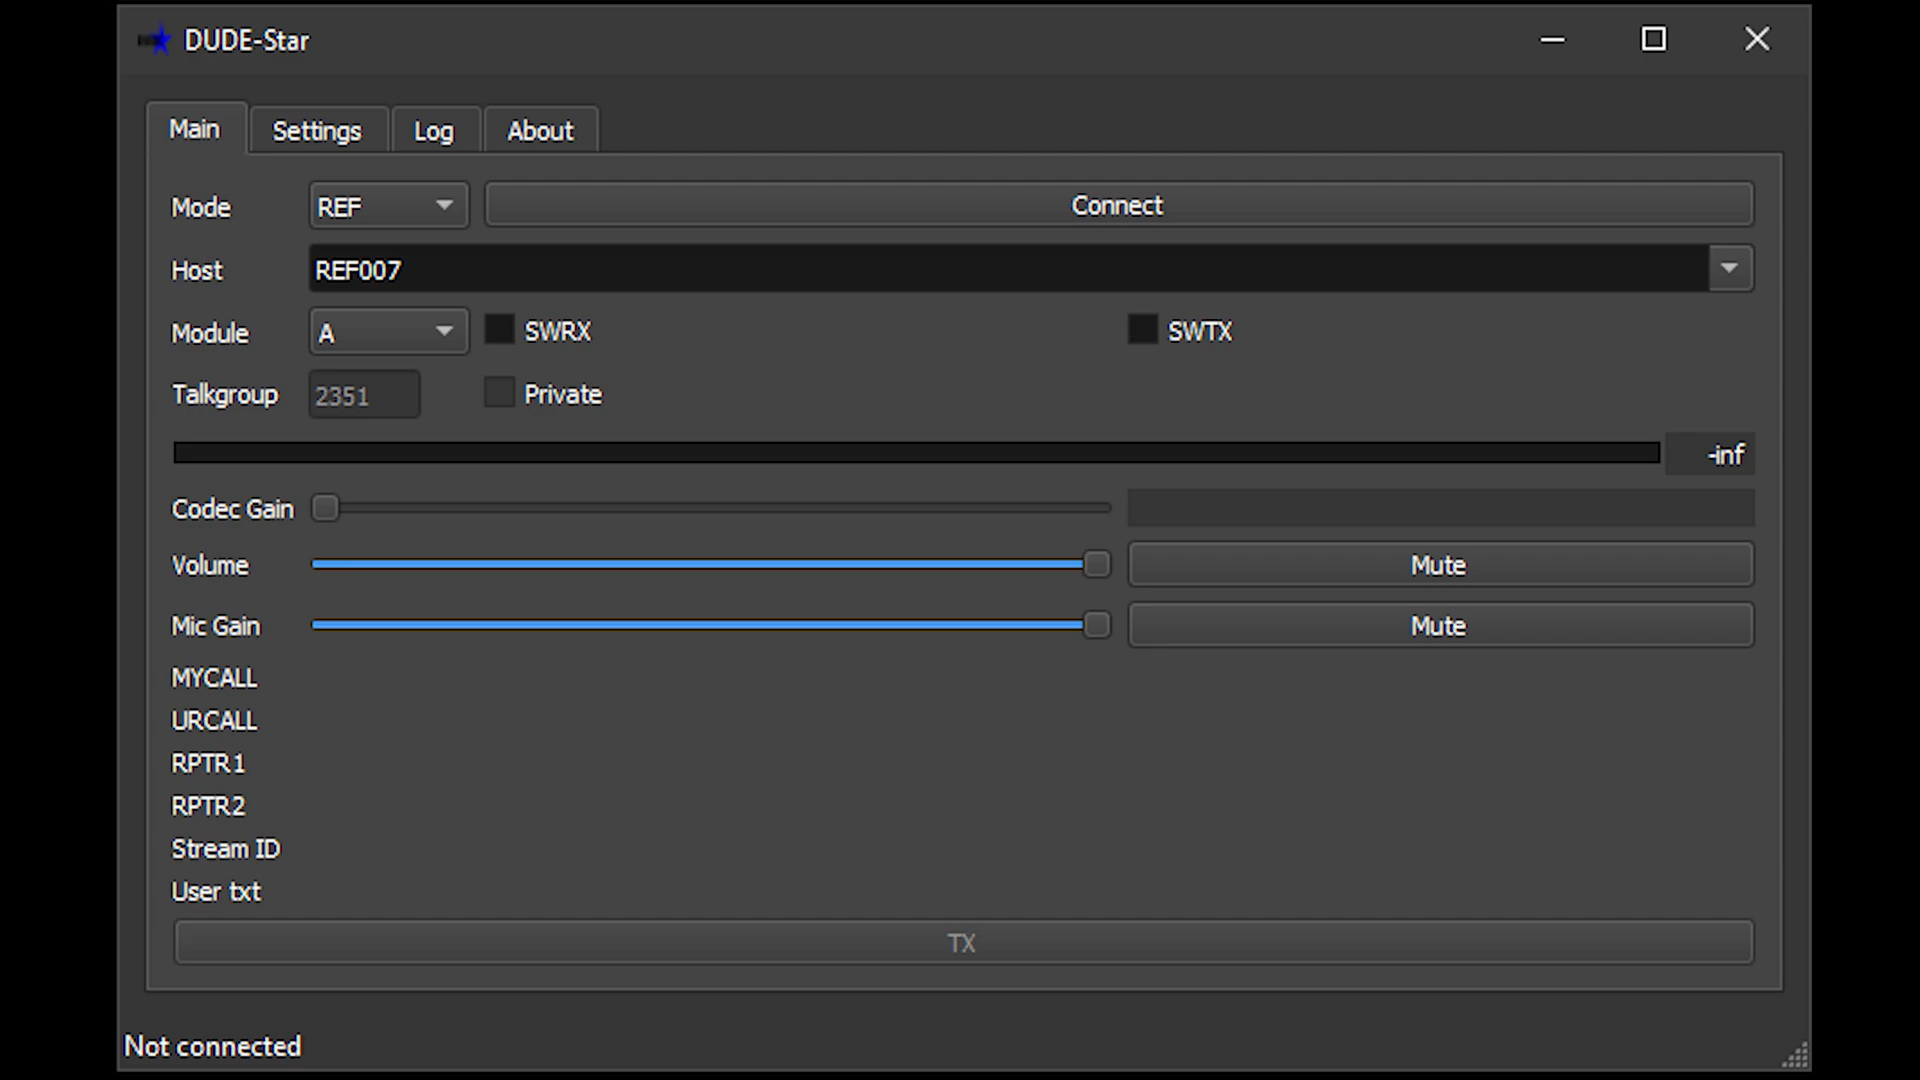 DUDE-Star
Main Settings Log About
Mode REF Connect
Host REF007
Module A SWRX SWTX
Talkgroup 2351 Private
-inf
Codec Gain
Volume Mute
Mic Gain Mute
MYCALL
URCALL
RPTR1
RPTR2
Stream ID
User txt
TX
Not connected